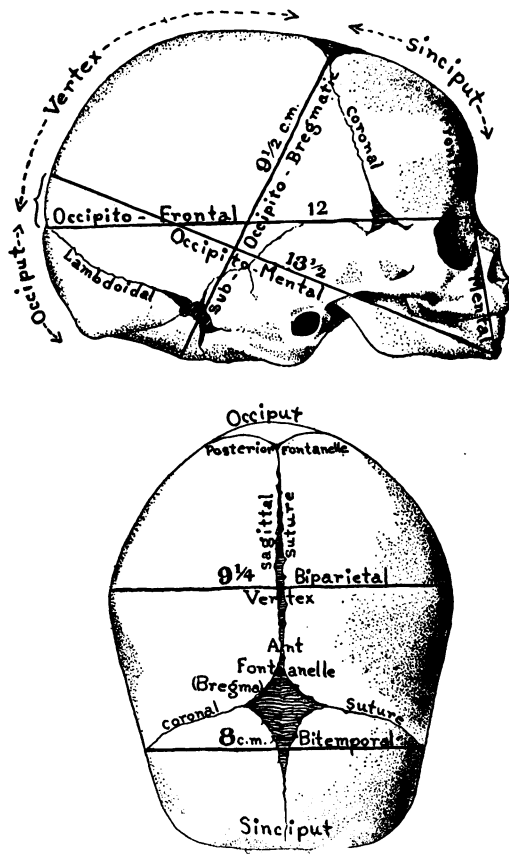 Vertex
Sinciput
9½ c.m.
Sub-Occipito-Bregmatic
coronal
Occipito-Frontal 12
Occipito-Mental 13½
Lambdoidal
Occiput
Mental
Occiput
Posterior Fontanelle
Sagittal
Suture
9¼ Biparietal
Vertex
Ant
Fontanelle
(Bregma)
coronal suture
8 c.m. Bitemporal
Sinciput